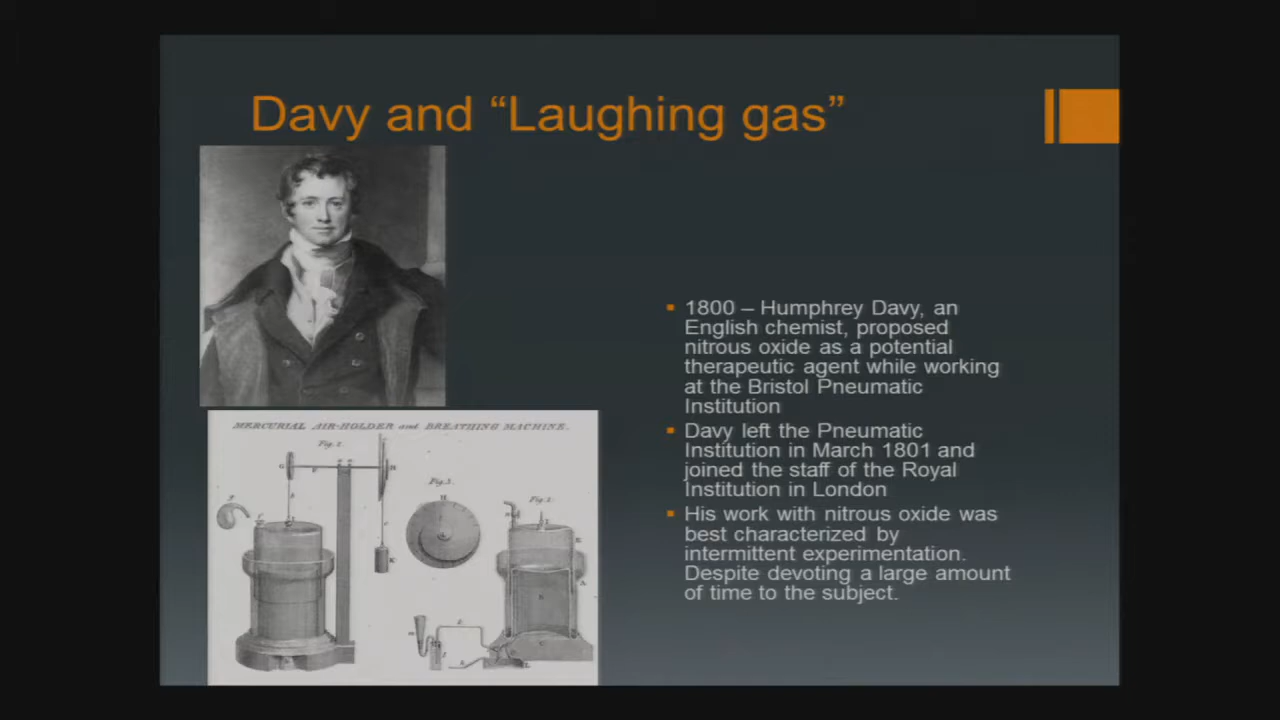 Davy and “Laughing gas”
MERCURIAL AIR-HOLDER and BREATHING MACHINE.
Fig. 2.
Fig. 3.
Fig. 1.
1800 – Humphrey Davy, an
English chemist, proposed
nitrous oxide as a potential
therapeutic agent while working
at the Bristol Pneumatic
Institution
Davy left the Pneumatic
Institution in March 1801 and
joined the staff of the Royal
Institution in London
His work with nitrous oxide was
best characterized by
intermittent experimentation.
Despite devoting a large amount
of time to the subject.